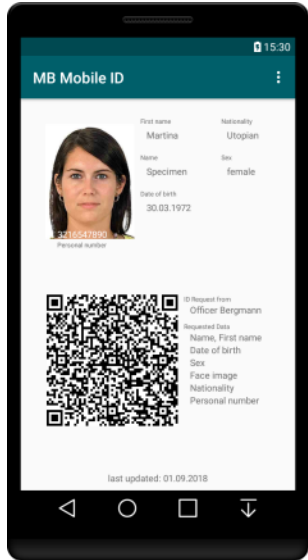 15:30
MB Mobile ID
First name
Nationality
Martina
Utopian
Name
Sex
Specimen
female
Date of birth
30.03.1972
3216547890
Personal number
ID Request from
Officer Bergmann
Requested Data
Name, First name
Date of birth
Sex
Face image
Nationality
Personal number
last updated: 01.09.2018